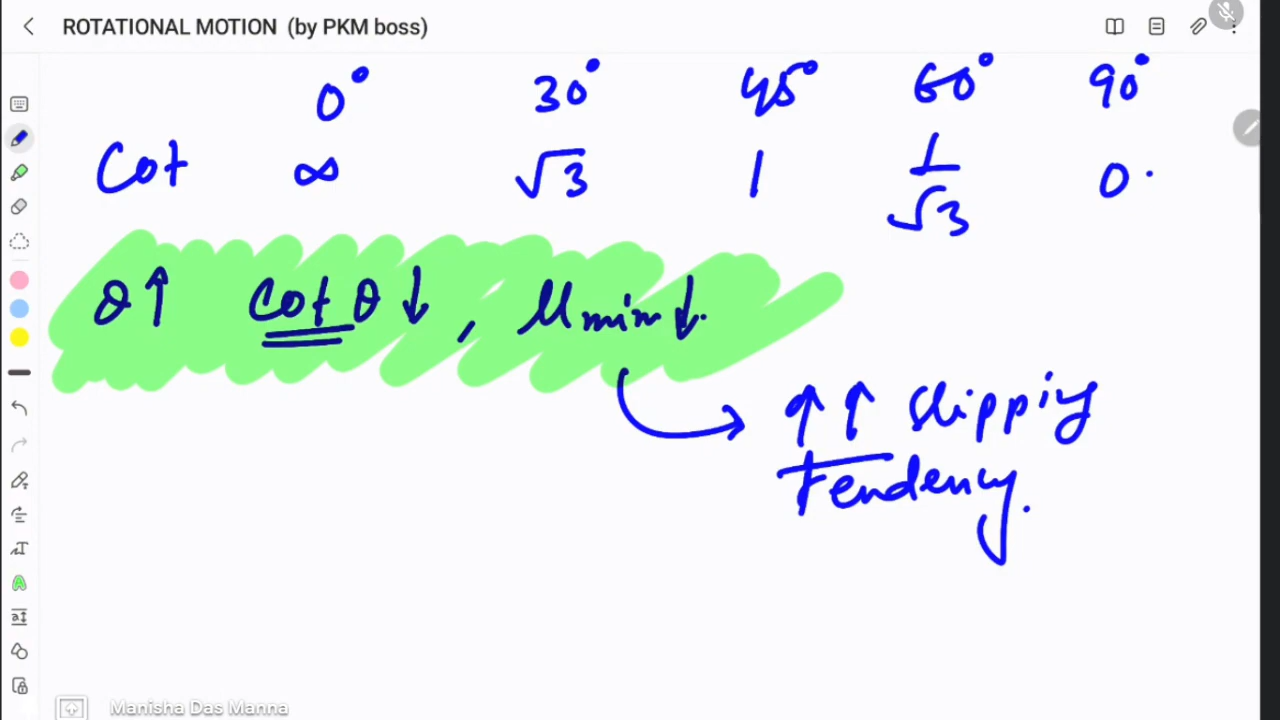 ROTATIONAL MOTION (by PKM boss)
0° 30° 45° 60° 90°
Cot ∞ √3 1 1/√3 0.
θ↑ Cot θ ↓, μmin ↓.
↑↑ slipping
tendency.
Manisha Das Manna